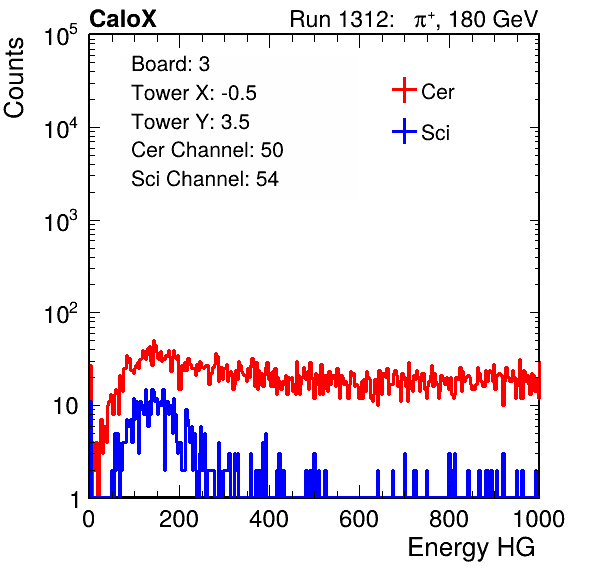 CaloX Run 1312: π⁺, 180 GeV
Counts
10⁵
10⁴
10³
10²
10
1
Board: 3
Tower X: -0.5
Tower Y: 3.5
Cer Channel: 50
Sci Channel: 54
Cer
Sci
0 200 400 600 800 1000
Energy HG